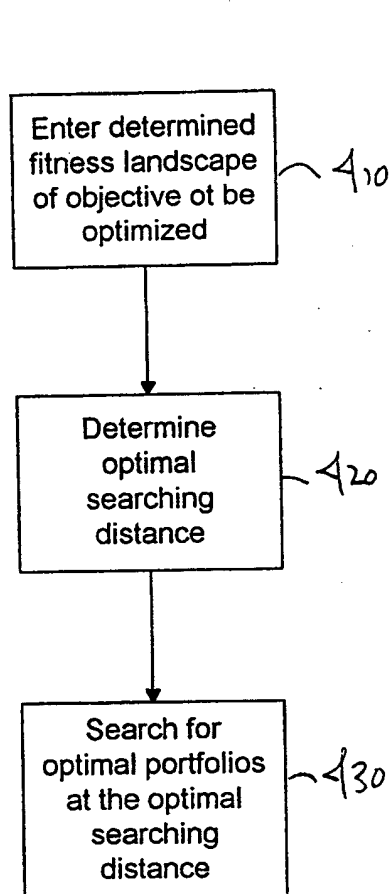 Enter determined
fitness landscape
of objective ot be
optimized
410
Determine
optimal
searching
distance
420
Search for
optimal portfolios
at the optimal
searching
distance
430